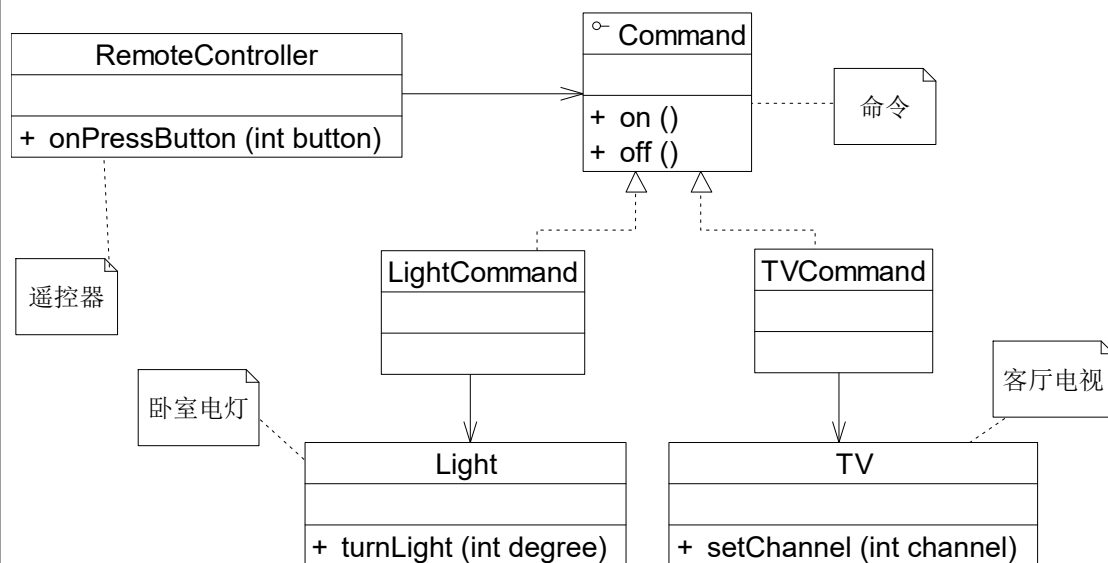 RemoteController
+ onPressButton (int button)
Command
+ on ()
+ off ()
命令
遥控器
LightCommand
TVCommand
卧室电灯
客厅电视
Light
+ turnLight (int degree)
TV
+ setChannel (int channel)